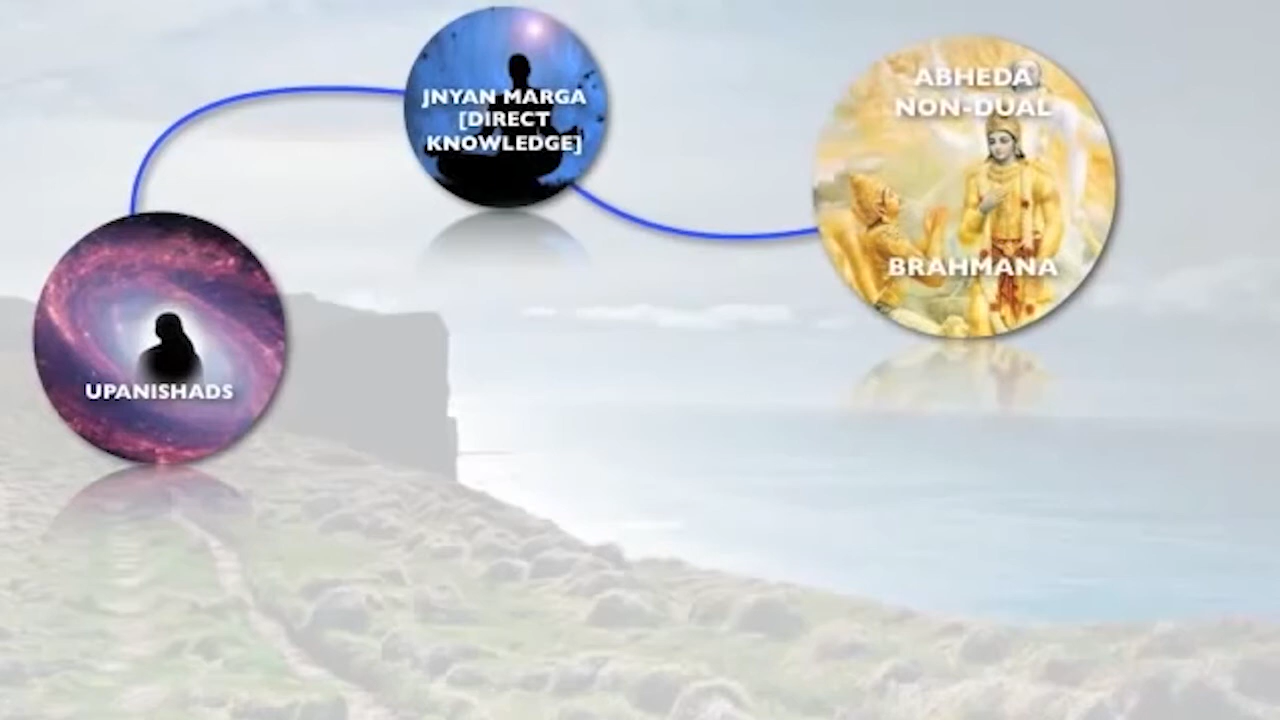 UPANISHADS
JNYAN MARGA
[DIRECT
KNOWLEDGE]
ABHEDA
NON-DUAL
BRAHMANA